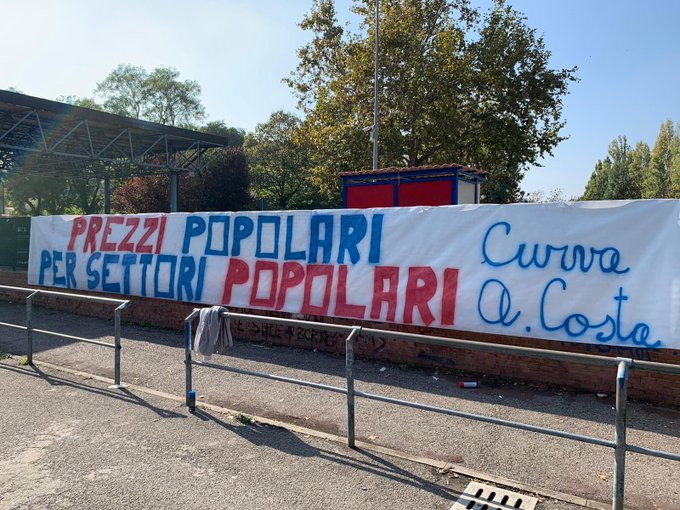 PREZZI POPOLARI
PER SETTORI POPOLARI
Curva
A. Costa